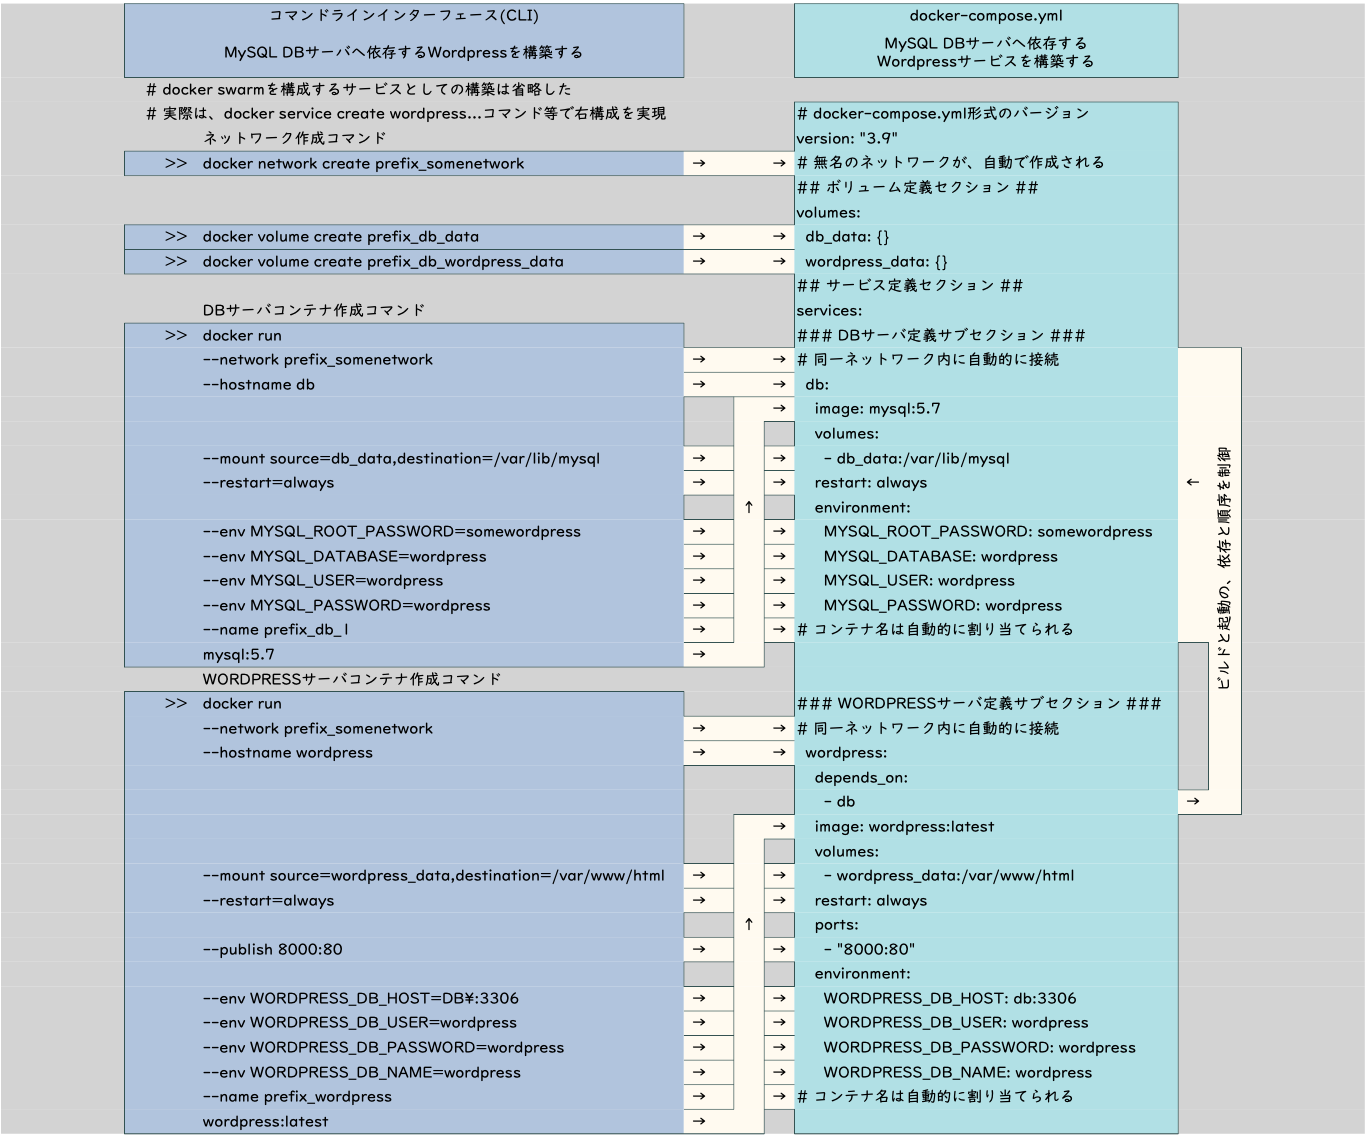 コマンドラインインターフェース(CLI)
MySQL DBサーバへ依存するWordpressを構築する
# docker swarmを構成するサービスとしての構築は省略した
# 実際は、docker service create wordpress...コマンド等で右構成を実現
ネットワーク作成コマンド
>> docker network create prefix_somenetwork → →
>> docker volume create prefix_db_data → →
>> docker volume create prefix_db_wordpress_data → →
DBサーバコンテナ作成コマンド
>> docker run
--network prefix_somenetwork → →
--hostname db → →
→
--mount source=db_data,destination=/var/lib/mysql → →
--restart=always → →
↑
--env MYSQL_ROOT_PASSWORD=somewordpress → →
--env MYSQL_DATABASE=wordpress → →
--env MYSQL_USER=wordpress → →
--env MYSQL_PASSWORD=wordpress → →
--name prefix_db_1 → →
mysql:5.7 →
WORDPRESSサーバコンテナ作成コマンド
>> docker run
--network prefix_somenetwork → →
--hostname wordpress → →
→
--mount source=wordpress_data,destination=/var/www/html → →
--restart=always → →
↑
--publish 8000:80 → →
--env WORDPRESS_DB_HOST=DB¥:3306 → →
--env WORDPRESS_DB_USER=wordpress → →
--env WORDPRESS_DB_PASSWORD=wordpress → →
--env WORDPRESS_DB_NAME=wordpress → →
--name prefix_wordpress → →
wordpress:latest →
docker-compose.yml
MySQL DBサーバへ依存する
Wordpressサービスを構築する
# docker-compose.yml形式のバージョン
version: "3.9"
# 無名のネットワークが、自動で作成される
## ボリューム定義セクション ##
volumes:
db_data: {}
wordpress_data: {}
## サービス定義セクション ##
services:
### DBサーバ定義サブセクション ###
# 同一ネットワーク内に自動的に接続
db:
image: mysql:5.7
volumes:
- db_data:/var/lib/mysql
restart: always
environment:
MYSQL_ROOT_PASSWORD: somewordpress
MYSQL_DATABASE: wordpress
MYSQL_USER: wordpress
MYSQL_PASSWORD: wordpress
# コンテナ名は自動的に割り当てられる
### WORDPRESSサーバ定義サブセクション ###
# 同一ネットワーク内に自動的に接続
wordpress:
depends_on:
- db
image: wordpress:latest
volumes:
- wordpress_data:/var/www/html
restart: always
ports:
- "8000:80"
environment:
WORDPRESS_DB_HOST: db:3306
WORDPRESS_DB_USER: wordpress
WORDPRESS_DB_PASSWORD: wordpress
WORDPRESS_DB_NAME: wordpress
# コンテナ名は自動的に割り当てられる
←
ビルドと起動の、依存と順序を制御
→